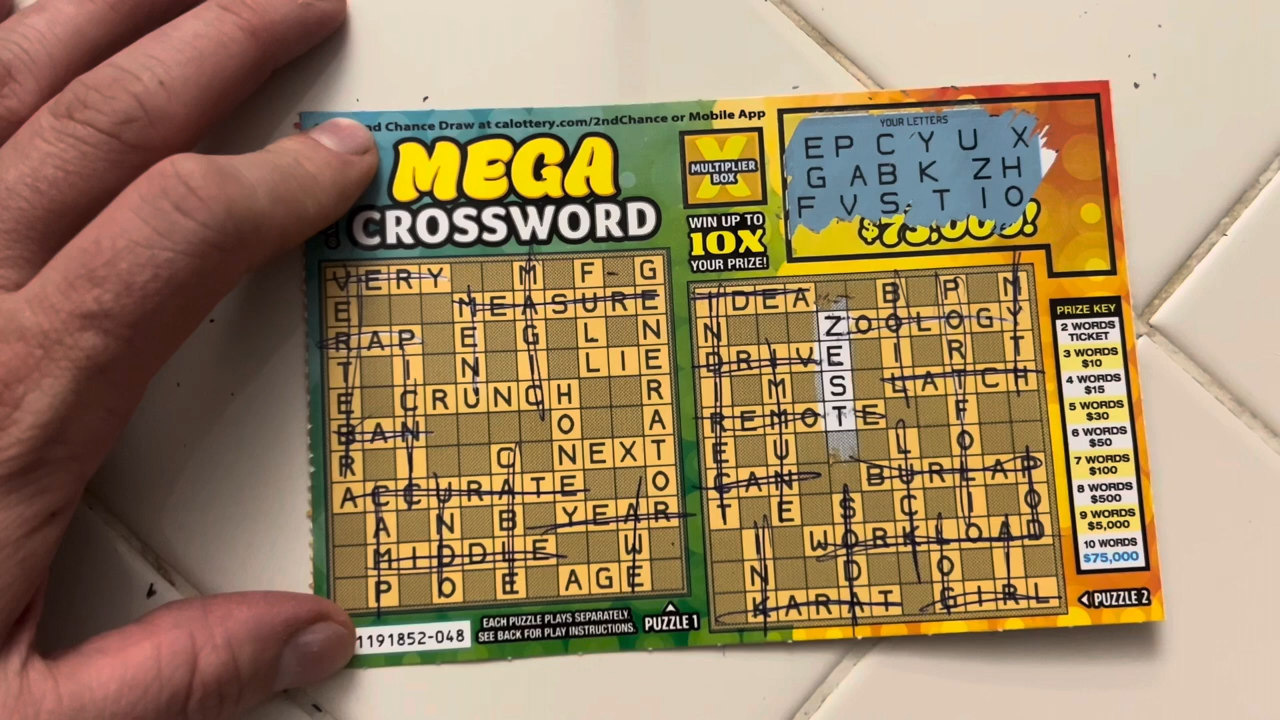 nd Chance Draw at calottery.com/2ndChance or Mobile App
MEGA
CROSSWORD
X
MULTIPLIER
BOX
WIN UP TO
10X
YOUR PRIZE!
YOUR LETTERS
E P C Y U X
G A B K Z H
F V S T I O
$75,000!
VERY M F G
E MEASURE
RAP E G L N
T I N I LIE
E CRUNCH R
BAN O A
R C NEXT
ACCURATE O
A N B YEAR
MIDDLE W
P O E AGE
IDEA B P N
N ZOOLOGY
DRIVE I R T
M S LATCH
REMOTE F
E U L O
CAN BURLAP
T E S C I O
WORKLOAD
N D O
KARAT GIRL
PRIZE KEY
2 WORDS
TICKET
3 WORDS
$10
4 WORDS
$15
5 WORDS
$30
6 WORDS
$50
7 WORDS
$100
8 WORDS
$500
9 WORDS
$5,000
10 WORDS
$75,000
1191852-048
EACH PUZZLE PLAYS SEPARATELY.
SEE BACK FOR PLAY INSTRUCTIONS.
PUZZLE 1
PUZZLE 2